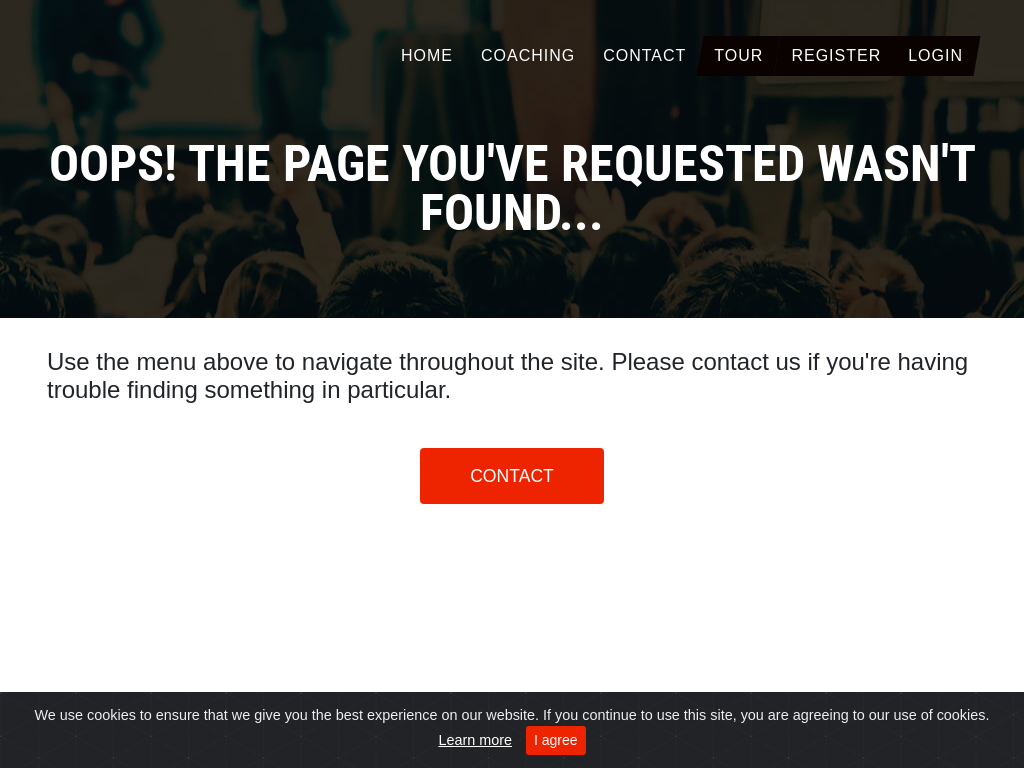 HOME COACHING CONTACT TOUR REGISTER LOGIN
OOPS! THE PAGE YOU'VE REQUESTED WASN'T
FOUND...
Use the menu above to navigate throughout the site. Please contact us if you're having
trouble finding something in particular.
CONTACT
We use cookies to ensure that we give you the best experience on our website. If you continue to use this site, you are agreeing to our use of cookies.
Learn more I agree